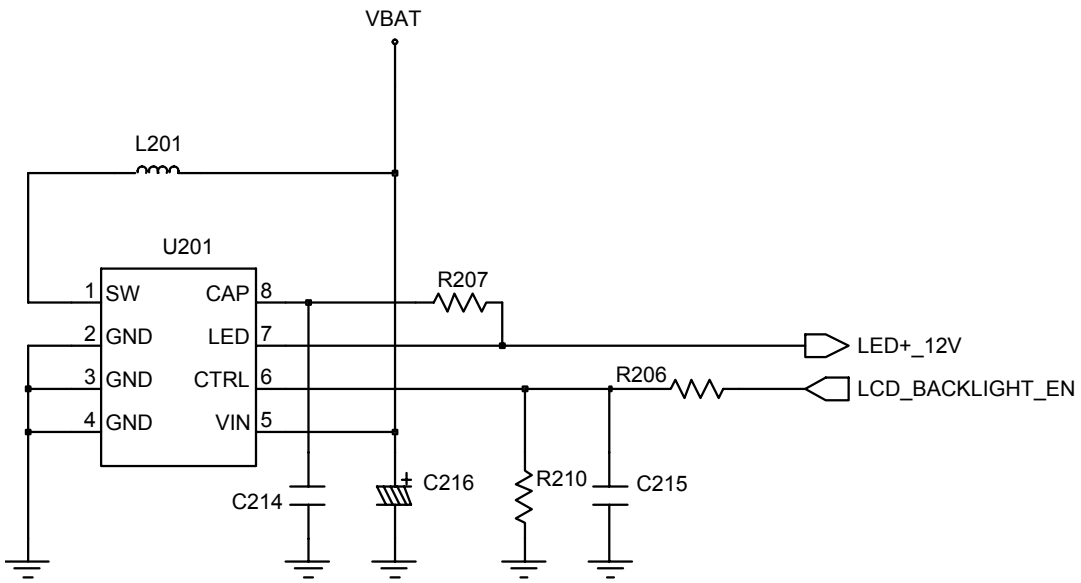 VBAT
L201
U201
R207
1 SW CAP 8
2 GND LED 7
LED+_12V
3 GND CTRL 6
R206
LCD_BACKLIGHT_EN
4 GND VIN 5
C214
+
C216
R210
C215